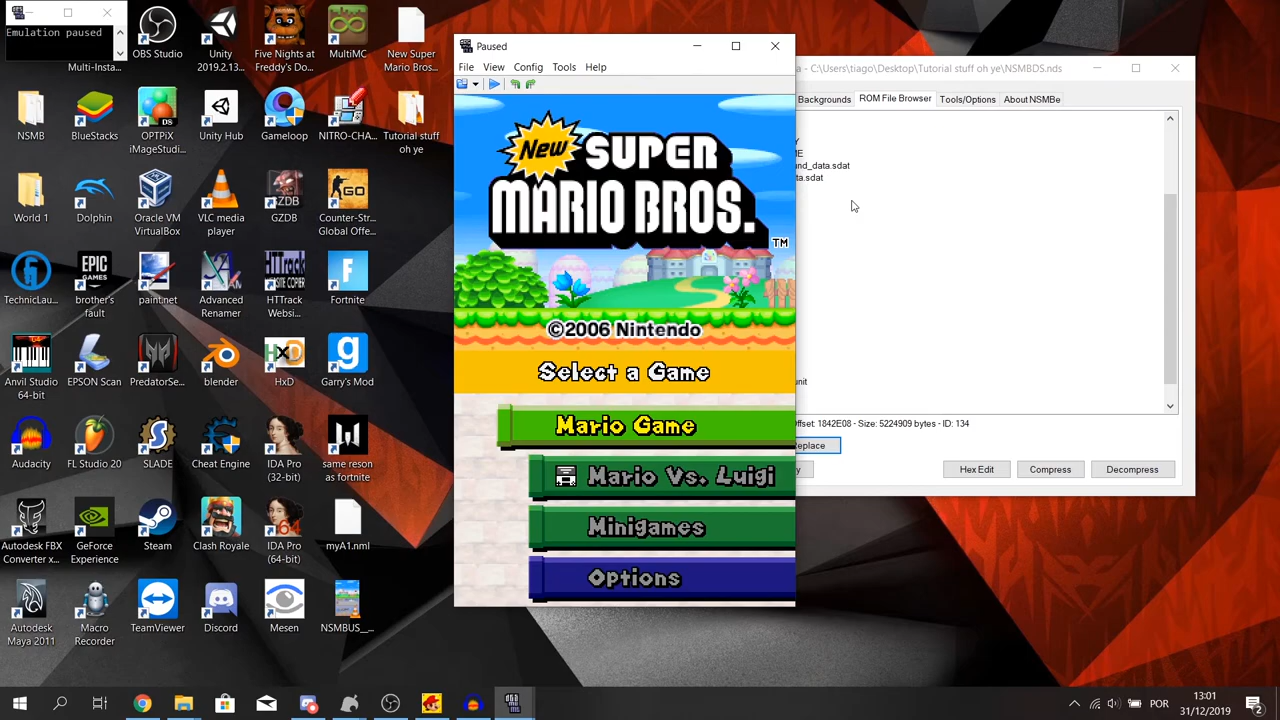 Emulation paused
Multi-Insta...
OBS Studio
Unity
2019.2.13...
Five Nights at
Freddy's Do...
MultiMC
New Super
Mario Bros...
NSMB
BlueStacks
OPTPiX
iMageStudi...
Unity Hub
Gameloop
NITRO-CHA...
Tutorial stuff
oh ye
World 1
Dolphin
Oracle VM
VirtualBox
VLC media
player
GZDB
Counter-Str...
Global Offe...
TechnicLau...
EPIC
GAMES
brother's
fault
paint.net
Advanced
Renamer
HTTrack
Websi...
Fortnite
Anvil Studio
64-bit
EPSON Scan
PredatorSe...
blender
HxD
Garry's Mod
Audacity
FL Studio 20
SLADE
Cheat Engine
IDA Pro
(32-bit)
same reson
as fortnite
Autodesk FBX
Converter x...
GeForce
Experience
Steam
Clash Royale
IDA Pro
(64-bit)
myA1.nml
Autodesk
Maya 2011
Macro
Recorder
TeamViewer
Discord
Mesen
NSMBUS__...
Paused
File View Config Tools Help
New SUPER
MARIO BROS.
TM
©2006 Nintendo
Select a Game
Mario Game
Mario Vs. Luigi
Minigames
Options
a - C:\Users\tiago\Desktop\Tutorial stuff oh ye\NSMBDS.nds
Backgrounds ROM File Browser Tools/Options About NSMBe
Y
ME
und_data.sdat
ta.sdat
unit
ffset: 1842E08 - Size: 5224909 bytes - ID: 134
eplace
y Hex Edit Compress Decompress
POR
13:01
31/12/2019
2